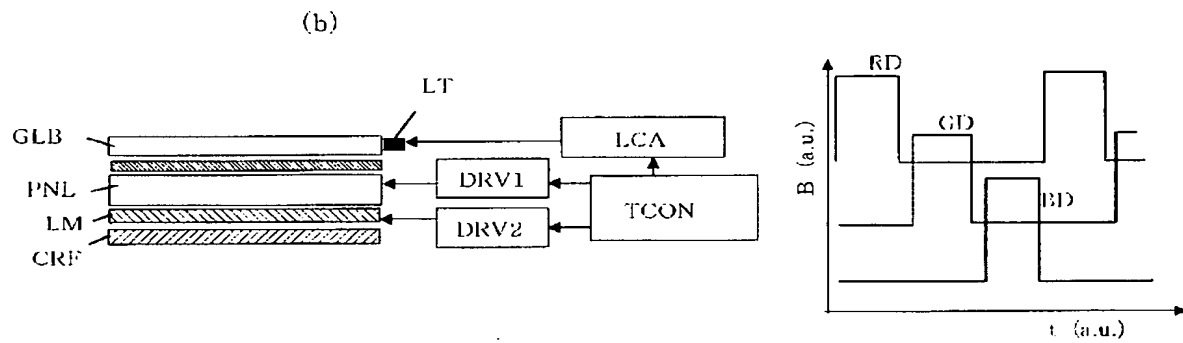 (b)
LT
GLB
LCA
PNL
DRV1
LM
DRV2
TCON
CRF
RD
GD
BD
B (a.u.)
t (a.u.)